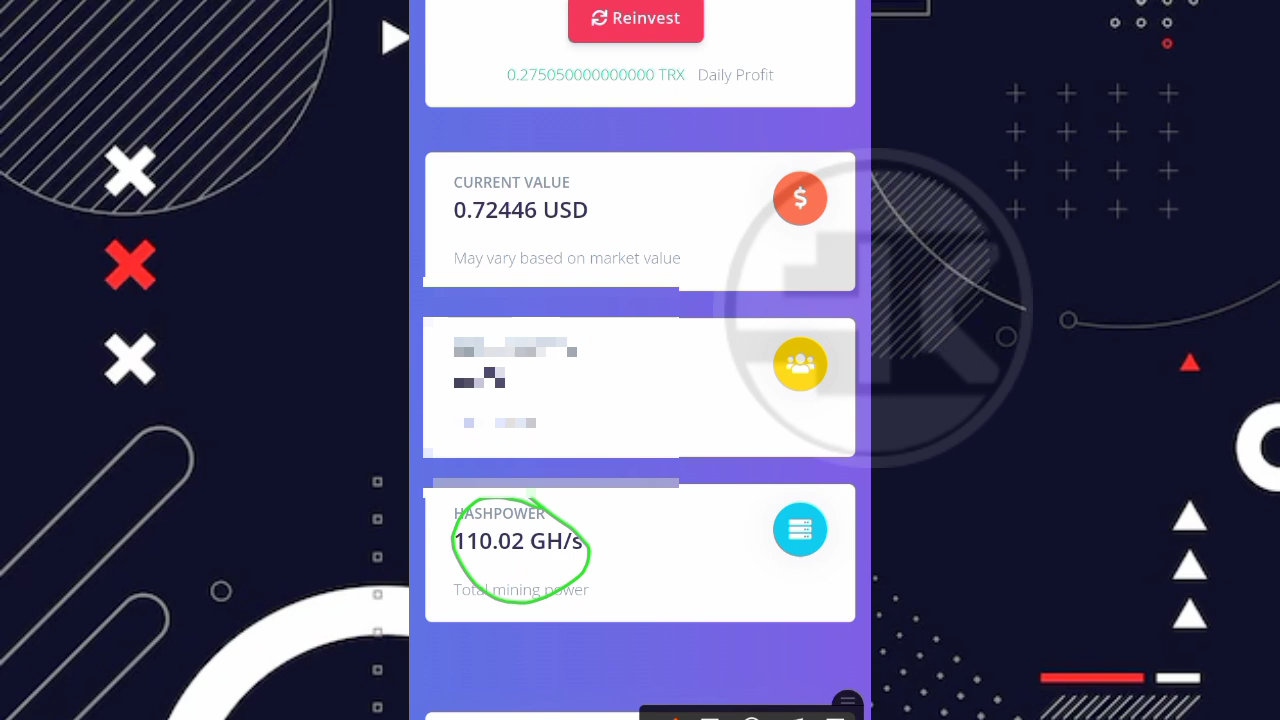 Reinvest
0.275050000000000 TRX Daily Profit
CURRENT VALUE
0.72446 USD
May vary based on market value
HASHPOWER
110.02 GH/s
Total mining power